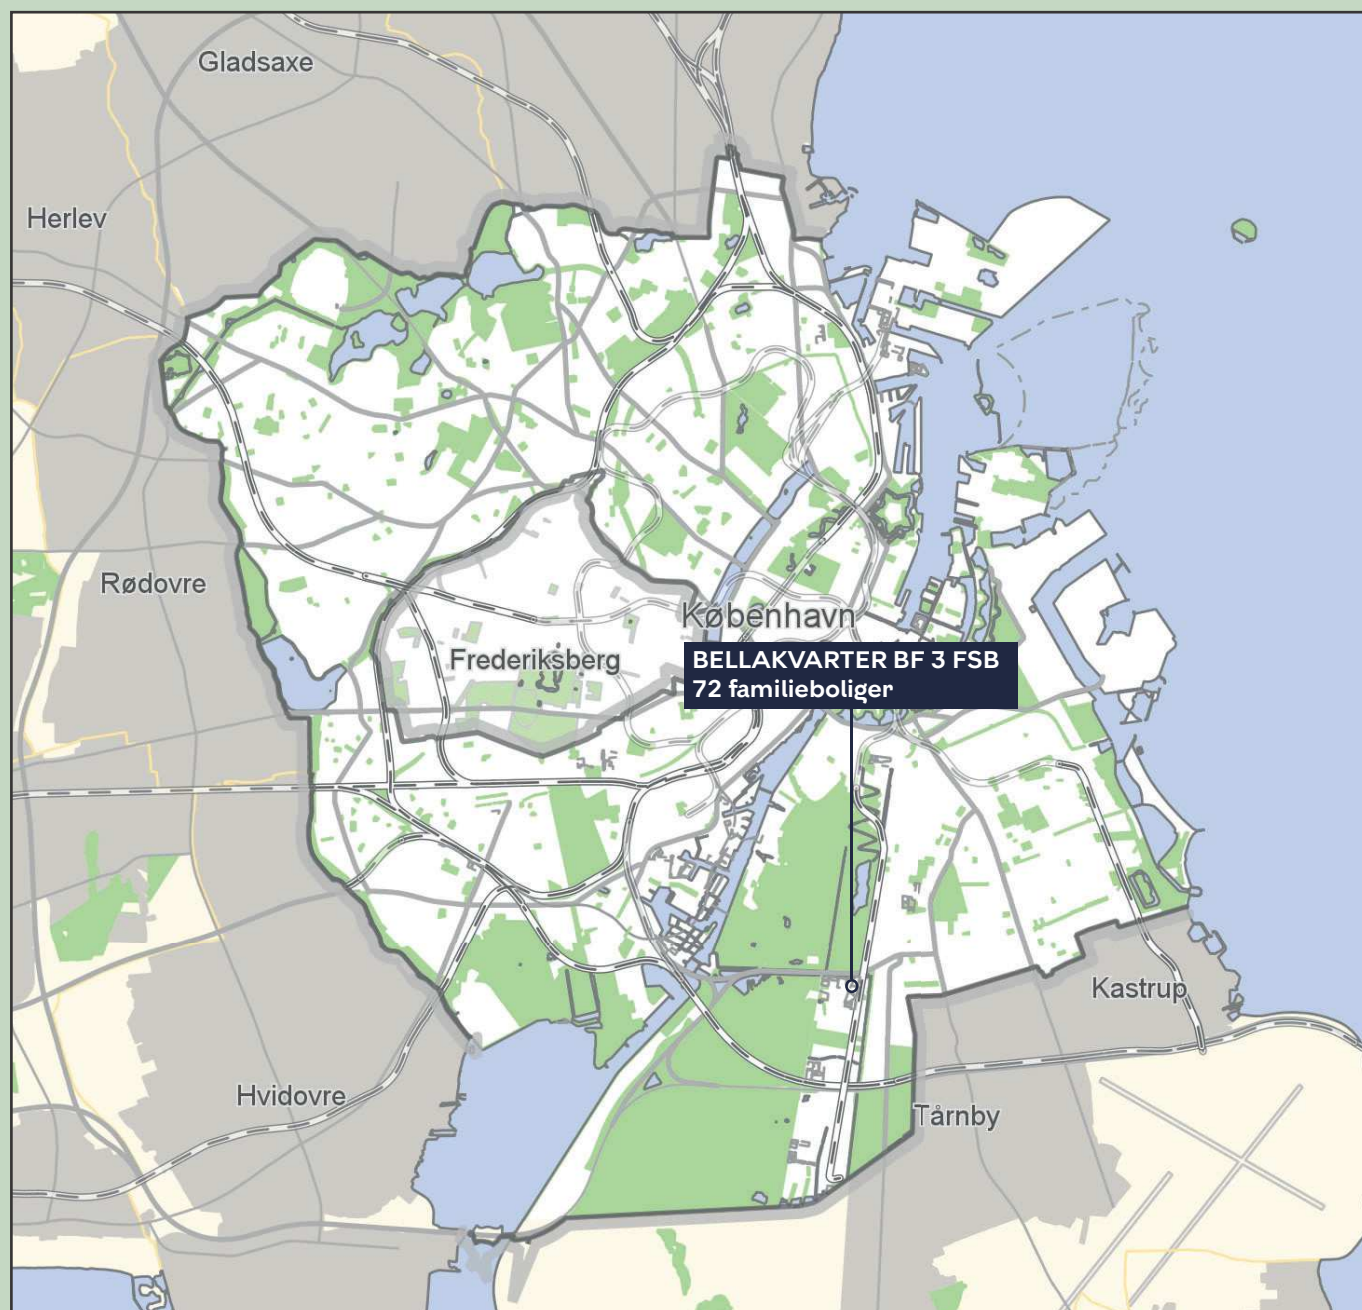 Gladsaxe
Herlev
Rødovre
København
Frederiksberg
BELLAKVARTER BF 3 FSB
72 familieboliger
Kastrup
Hvidovre
Tårnby